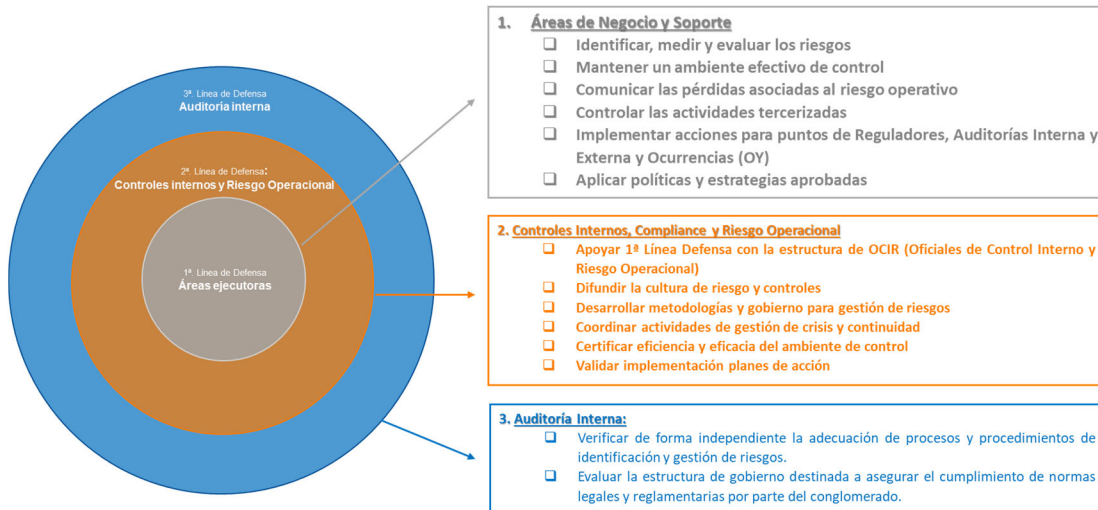 3ª. Línea de Defensa
Auditoría interna
2ª. Línea de Defensa:
Controles internos y Riesgo Operacional
1ª. Línea de Defensa
Áreas ejecutoras
1. Áreas de Negocio y Soporte
Identificar, medir y evaluar los riesgos
Mantener un ambiente efectivo de control
Comunicar las pérdidas asociadas al riesgo operativo
Controlar las actividades tercerizadas
Implementar acciones para puntos de Reguladores, Auditorías Interna y
Externa y Ocurrencias (OY)
Aplicar políticas y estrategias aprobadas
2. Controles Internos, Compliance y Riesgo Operacional
Apoyar 1ª Línea Defensa con la estructura de OCIR (Oficiales de Control Interno y
Riesgo Operacional)
Difundir la cultura de riesgo y controles
Desarrollar metodologías y gobierno para gestión de riesgos
Coordinar actividades de gestión de crisis y continuidad
Certificar eficiencia y eficacia del ambiente de control
Validar implementación planes de acción
3. Auditoría Interna:
Verificar de forma independiente la adecuación de procesos y procedimientos de
identificación y gestión de riesgos.
Evaluar la estructura de gobierno destinada a asegurar el cumplimiento de normas
legales y reglamentarias por parte del conglomerado.